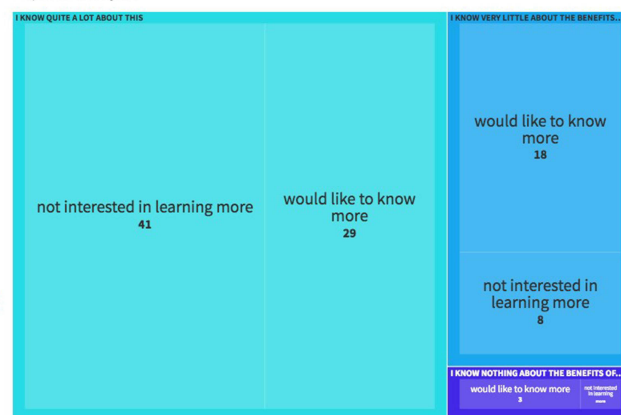 I KNOW QUITE A LOT ABOUT THIS
not interested in learning more
41
would like to know
more
29
I KNOW VERY LITTLE ABOUT THE BENEFITS...
would like to know
more
18
not interested in
learning more
8
I KNOW NOTHING ABOUT THE BENEFITS OF...
would like to know more
3
not interested
in learning